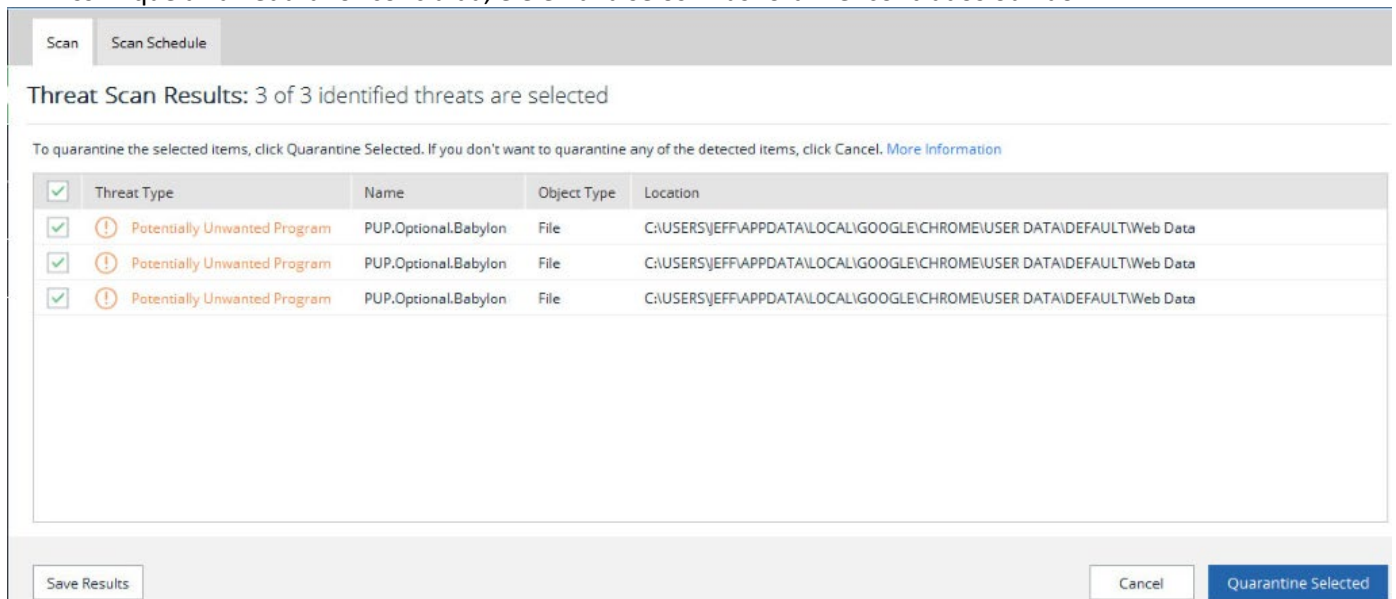 Scan
Scan Schedule
Threat Scan Results: 3 of 3 identified threats are selected
To quarantine the selected items, click Quarantine Selected. If you don't want to quarantine any of the detected items, click Cancel. More Information
Threat Type Name Object Type Location
Potentially Unwanted Program PUP.Optional.Babylon File C:\USERS\JEFF\APPDATA\LOCAL\GOOGLE\CHROME\USER DATA\DEFAULT\Web Data
Potentially Unwanted Program PUP.Optional.Babylon File C:\USERS\JEFF\APPDATA\LOCAL\GOOGLE\CHROME\USER DATA\DEFAULT\Web Data
Potentially Unwanted Program PUP.Optional.Babylon File C:\USERS\JEFF\APPDATA\LOCAL\GOOGLE\CHROME\USER DATA\DEFAULT\Web Data
Save Results
Cancel
Quarantine Selected